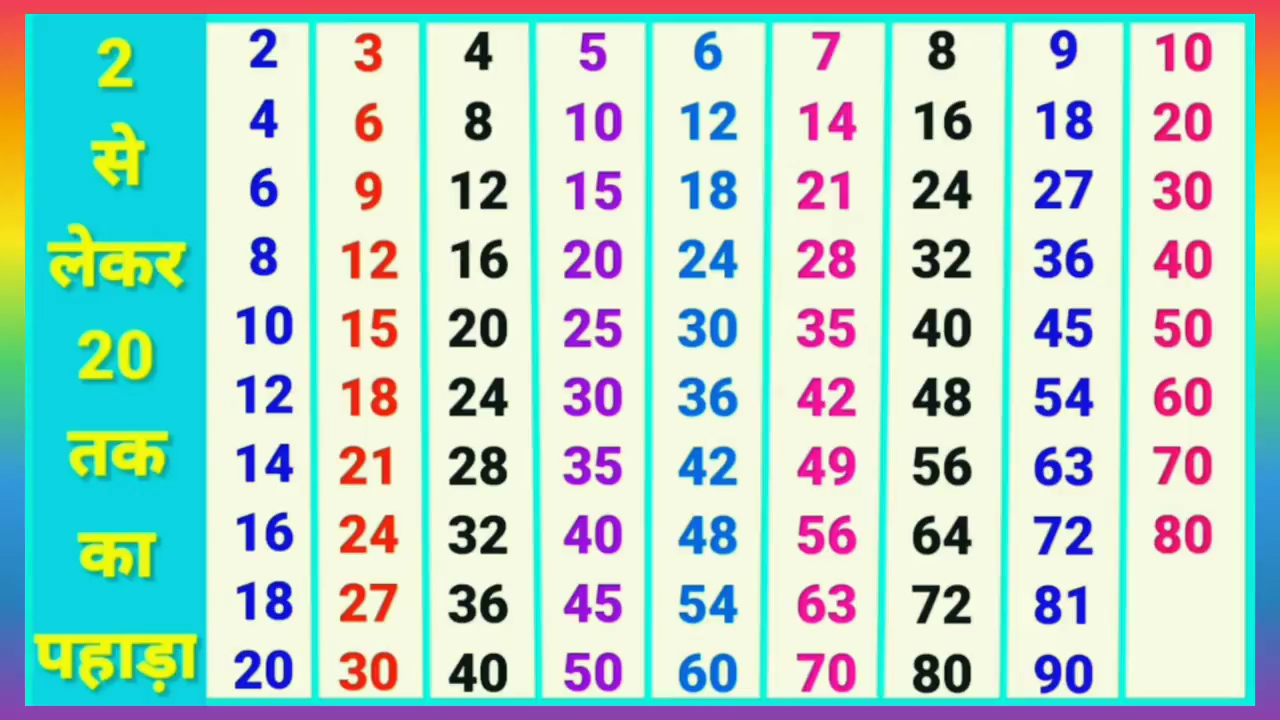 2
से
लेकर
20
तक
का
पहाड़ा
2 3 4 5 6 7 8 9 10
4 6 8 10 12 14 16 18 20
6 9 12 15 18 21 24 27 30
8 12 16 20 24 28 32 36 40
10 15 20 25 30 35 40 45 50
12 18 24 30 36 42 48 54 60
14 21 28 35 42 49 56 63 70
16 24 32 40 48 56 64 72 80
18 27 36 45 54 63 72 81
20 30 40 50 60 70 80 90